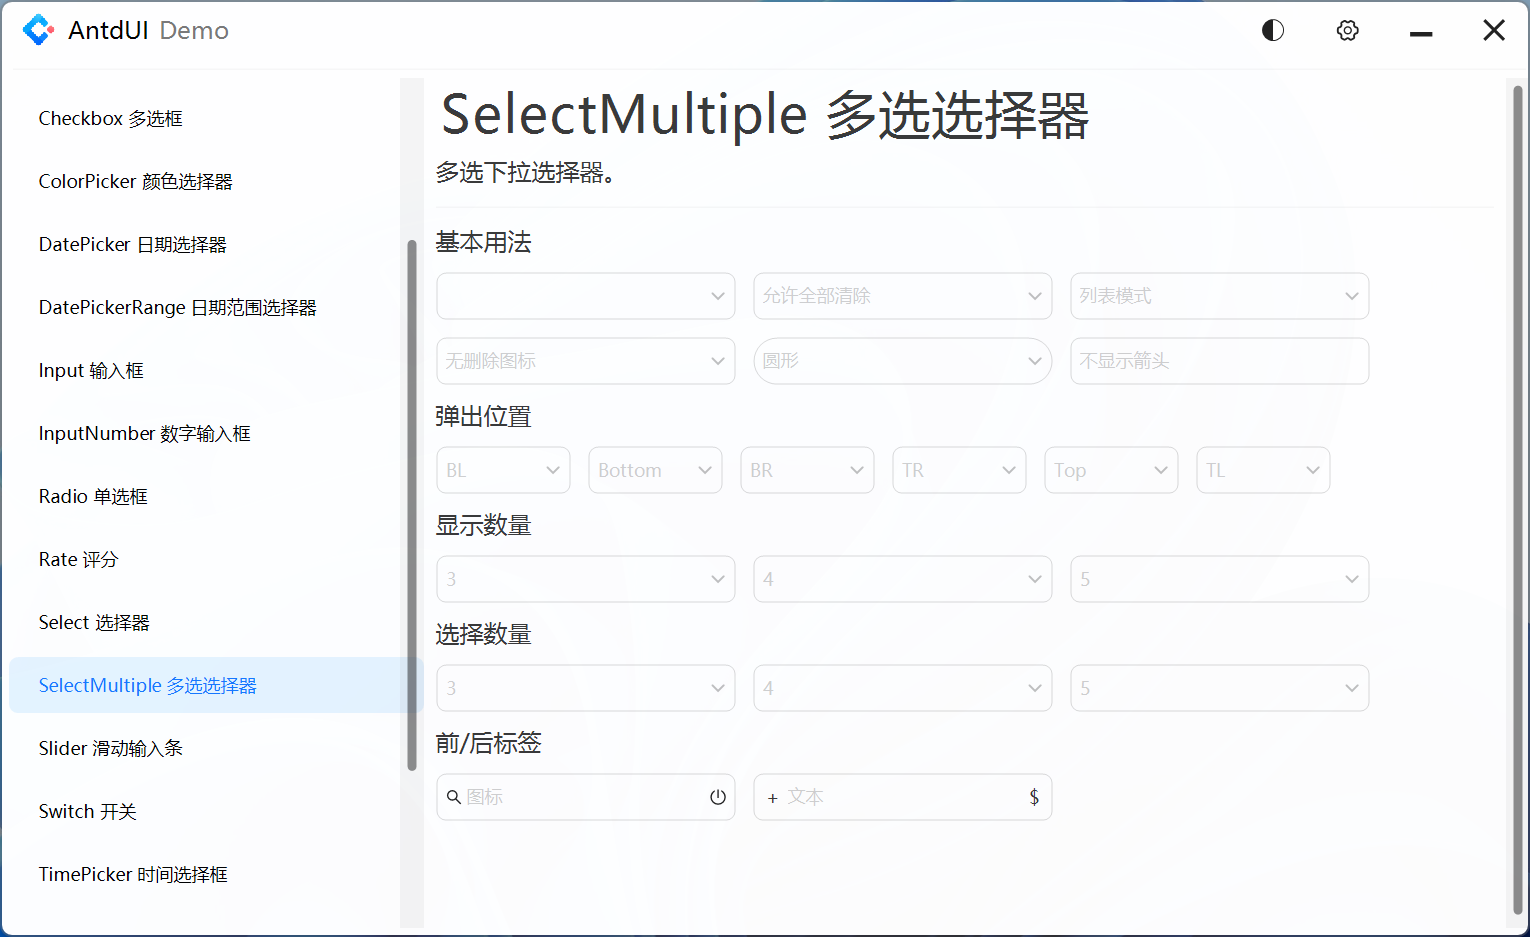 AntdUI Demo
Checkbox 多选框
ColorPicker 颜色选择器
DatePicker 日期选择器
DatePickerRange 日期范围选择器
Input 输入框
InputNumber 数字输入框
Radio 单选框
Rate 评分
Select 选择器
SelectMultiple 多选选择器
Slider 滑动输入条
Switch 开关
TimePicker 时间选择框
SelectMultiple 多选选择器
多选下拉选择器。
基本用法
允许全部清除 列表模式
无删除图标 圆形 不显示箭头
弹出位置
BL Bottom BR TR Top TL
显示数量
3 4 5
选择数量
3 4 5
前/后标签
图标 + 文本 $